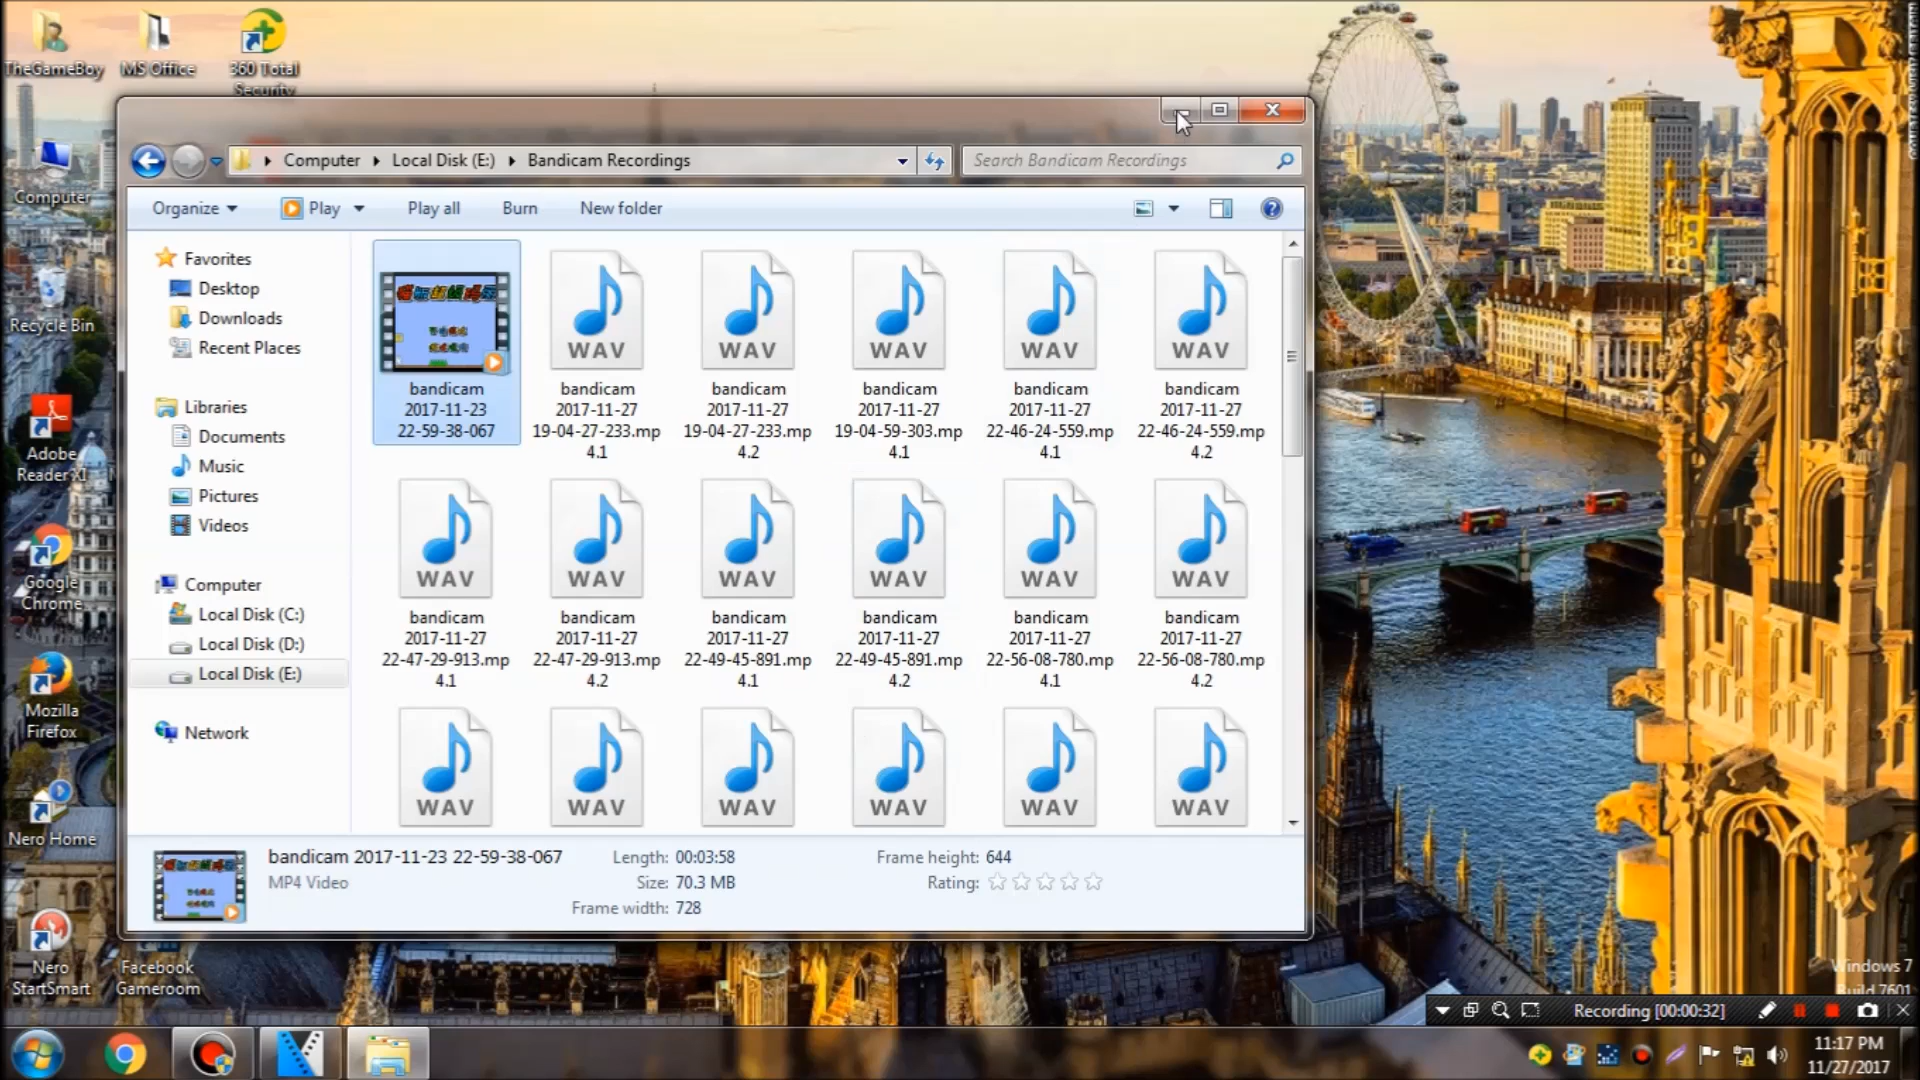 TheGameBoy
MS Office
360 Total
Security
Computer
Recycle Bin
Adobe
Reader XI
Google
Chrome
Mozilla
Firefox
Nero Home
Nero
StartSmart
Facebook
Gameroom
Computer
Local Disk (E:)
Bandicam Recordings
Search Bandicam Recordings
Organize
Play
Play all
Burn
New folder
Favorites
Desktop
Downloads
Recent Places
Libraries
Documents
Music
Pictures
Videos
Computer
Local Disk (C:)
Local Disk (D:)
Local Disk (E:)
Network
bandicam
2017-11-23
22-59-38-067
WAV
bandicam
2017-11-27
19-04-27-233.mp
4.1
WAV
bandicam
2017-11-27
19-04-27-233.mp
4.2
WAV
bandicam
2017-11-27
19-04-59-303.mp
4.1
WAV
bandicam
2017-11-27
22-46-24-559.mp
4.1
WAV
bandicam
2017-11-27
22-46-24-559.mp
4.2
WAV
bandicam
2017-11-27
22-47-29-913.mp
4.1
WAV
bandicam
2017-11-27
22-47-29-913.mp
4.2
WAV
bandicam
2017-11-27
22-49-45-891.mp
4.1
WAV
bandicam
2017-11-27
22-49-45-891.mp
4.2
WAV
bandicam
2017-11-27
22-56-08-780.mp
4.1
WAV
bandicam
2017-11-27
22-56-08-780.mp
4.2
WAV
WAV
WAV
WAV
WAV
WAV
bandicam 2017-11-23 22-59-38-067
MP4 Video
Length: 00:03:58
Size: 70.3 MB
Frame width: 728
Frame height: 644
Rating:
Windows 7
Build 7601
Recording [00:00:32]
11:17 PM
11/27/2017